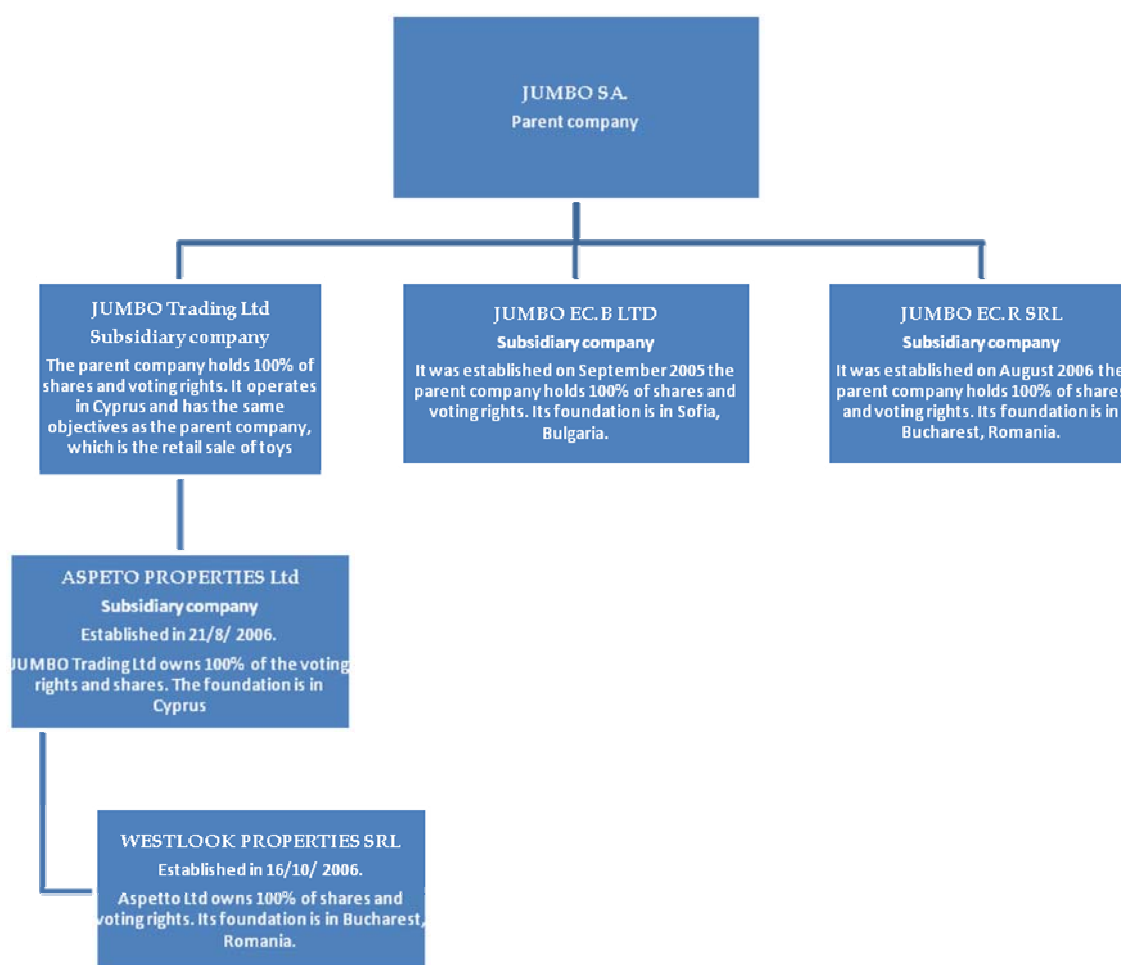 JUMBO SA.
Parent company
JUMBO Trading Ltd
Subsidiary company
The parent company holds 100% of
shares and voting rights. It operates
in Cyprus and has the same
objectives as the parent company,
which is the retail sale of toys
JUMBO EC.B LTD
Subsidiary company
It was established on September 2005 the
parent company holds 100% of shares and
voting rights. Its foundation is in Sofia,
Bulgaria.
JUMBO EC.R SRL
Subsidiary company
It was established on August 2006 the
parent company holds 100% of shares
and voting rights. Its foundation is in
Bucharest, Romania.
ASPETO PROPERTIES Ltd
Subsidiary company
Established in 21/8/ 2006.
JUMBO Trading Ltd owns 100% of the voting
rights and shares. The foundation is in
Cyprus
WESTLOOK PROPERTIES SRL
Established in 16/10/ 2006.
Aspetto Ltd owns 100% of shares and
voting rights. Its foundation is in Bucharest,
Romania.